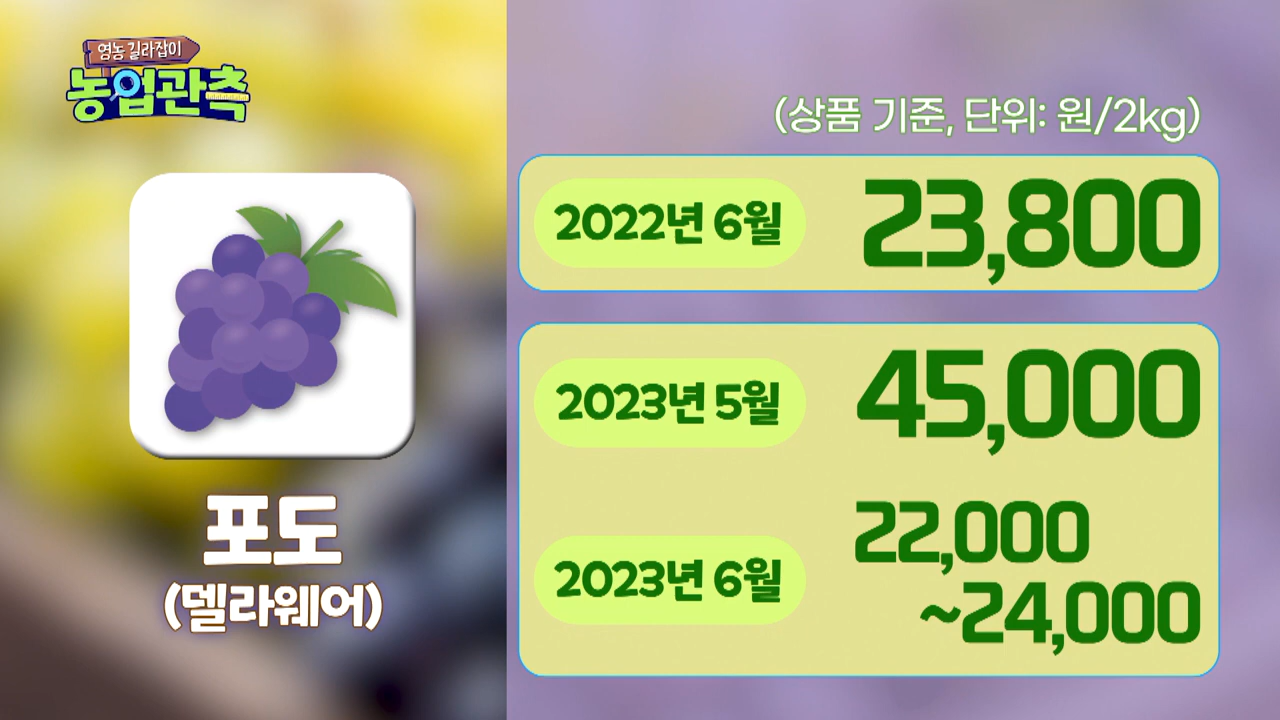 영농 길라잡이
농업관측
포도
(델라웨어)
(상품 기준, 단위: 원/2kg)
2022년 6월 23,800
2023년 5월 45,000
2023년 6월 22,000
~24,000